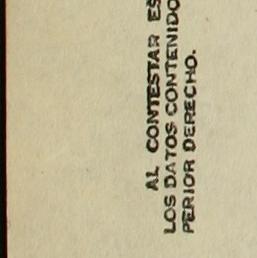 AL CONTESTAR ES
LOS DATOS CONTENIDO
PERIOR DERECHO.